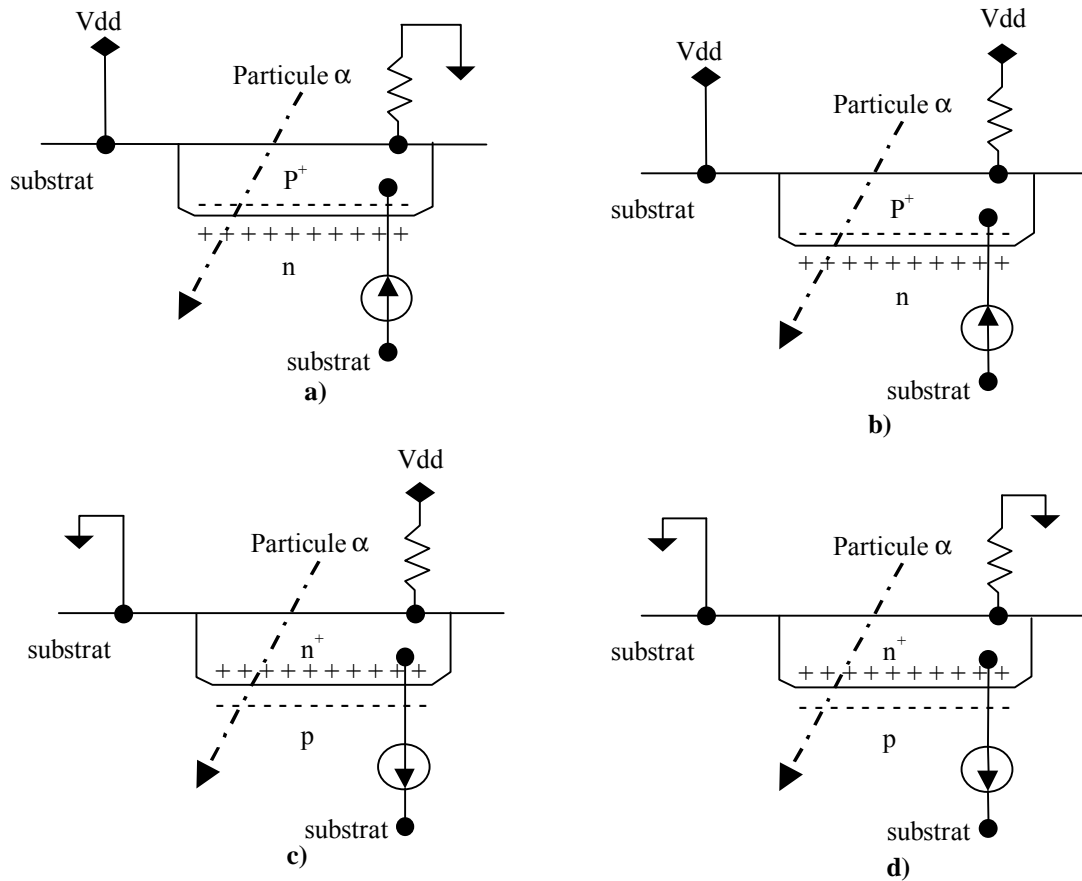 Vdd
Particule α
substrat
P+
- - - - - - - - - -
+ + + + + + + + + +
n
substrat
a)
Vdd
Vdd
Particule α
substrat
P+
- - - - - - - - - -
+ + + + + + + + + +
n
substrat
b)
Vdd
Particule α
substrat
n+
+ + + + + + + + + +
- - - - - - - - - -
p
substrat
c)
Particule α
substrat
n+
+ + + + + + + + + +
- - - - - - - - - -
p
substrat
d)